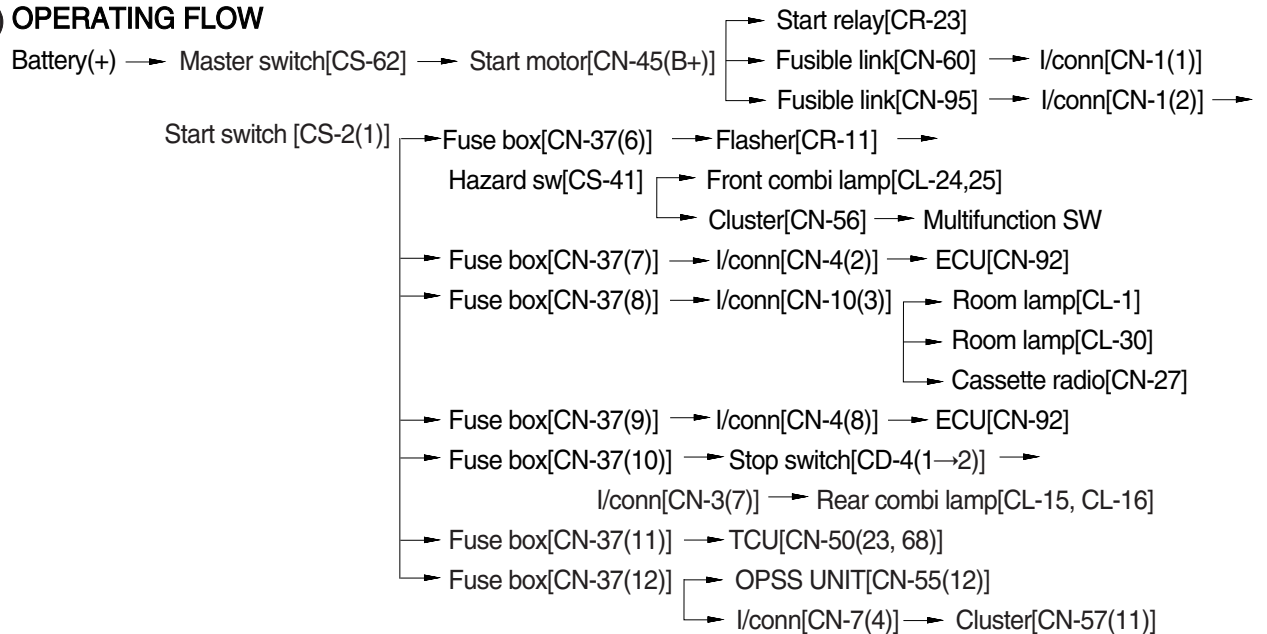 ) OPERATING FLOW
Start relay[CR-23]
Battery(+) → Master switch[CS-62] → Start motor[CN-45(B+)] → Fusible link[CN-60] → I/conn[CN-1(1)]
Fusible link[CN-95] → I/conn[CN-1(2)] →
Start switch [CS-2(1)] → Fuse box[CN-37(6)] → Flasher[CR-11] →
Hazard sw[CS-41] → Front combi lamp[CL-24,25]
Cluster[CN-56] → Multifunction SW
Fuse box[CN-37(7)] → I/conn[CN-4(2)] → ECU[CN-92]
Fuse box[CN-37(8)] → I/conn[CN-10(3)] → Room lamp[CL-1]
Room lamp[CL-30]
Cassette radio[CN-27]
Fuse box[CN-37(9)] → I/conn[CN-4(8)] → ECU[CN-92]
Fuse box[CN-37(10)] → Stop switch[CD-4(1→2)] →
I/conn[CN-3(7)] → Rear combi lamp[CL-15, CL-16]
Fuse box[CN-37(11)] → TCU[CN-50(23, 68)]
Fuse box[CN-37(12)] → OPSS UNIT[CN-55(12)]
I/conn[CN-7(4)] → Cluster[CN-57(11)]